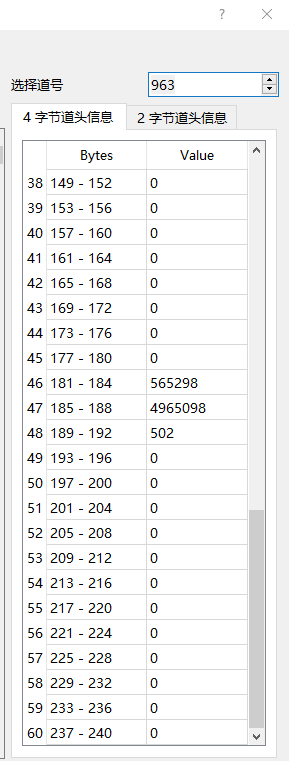 ?
选择道号 963
4 字节道头信息 2 字节道头信息
Bytes Value
38 149 - 152 0
39 153 - 156 0
40 157 - 160 0
41 161 - 164 0
42 165 - 168 0
43 169 - 172 0
44 173 - 176 0
45 177 - 180 0
46 181 - 184 565298
47 185 - 188 4965098
48 189 - 192 502
49 193 - 196 0
50 197 - 200 0
51 201 - 204 0
52 205 - 208 0
53 209 - 212 0
54 213 - 216 0
55 217 - 220 0
56 221 - 224 0
57 225 - 228 0
58 229 - 232 0
59 233 - 236 0
60 237 - 240 0